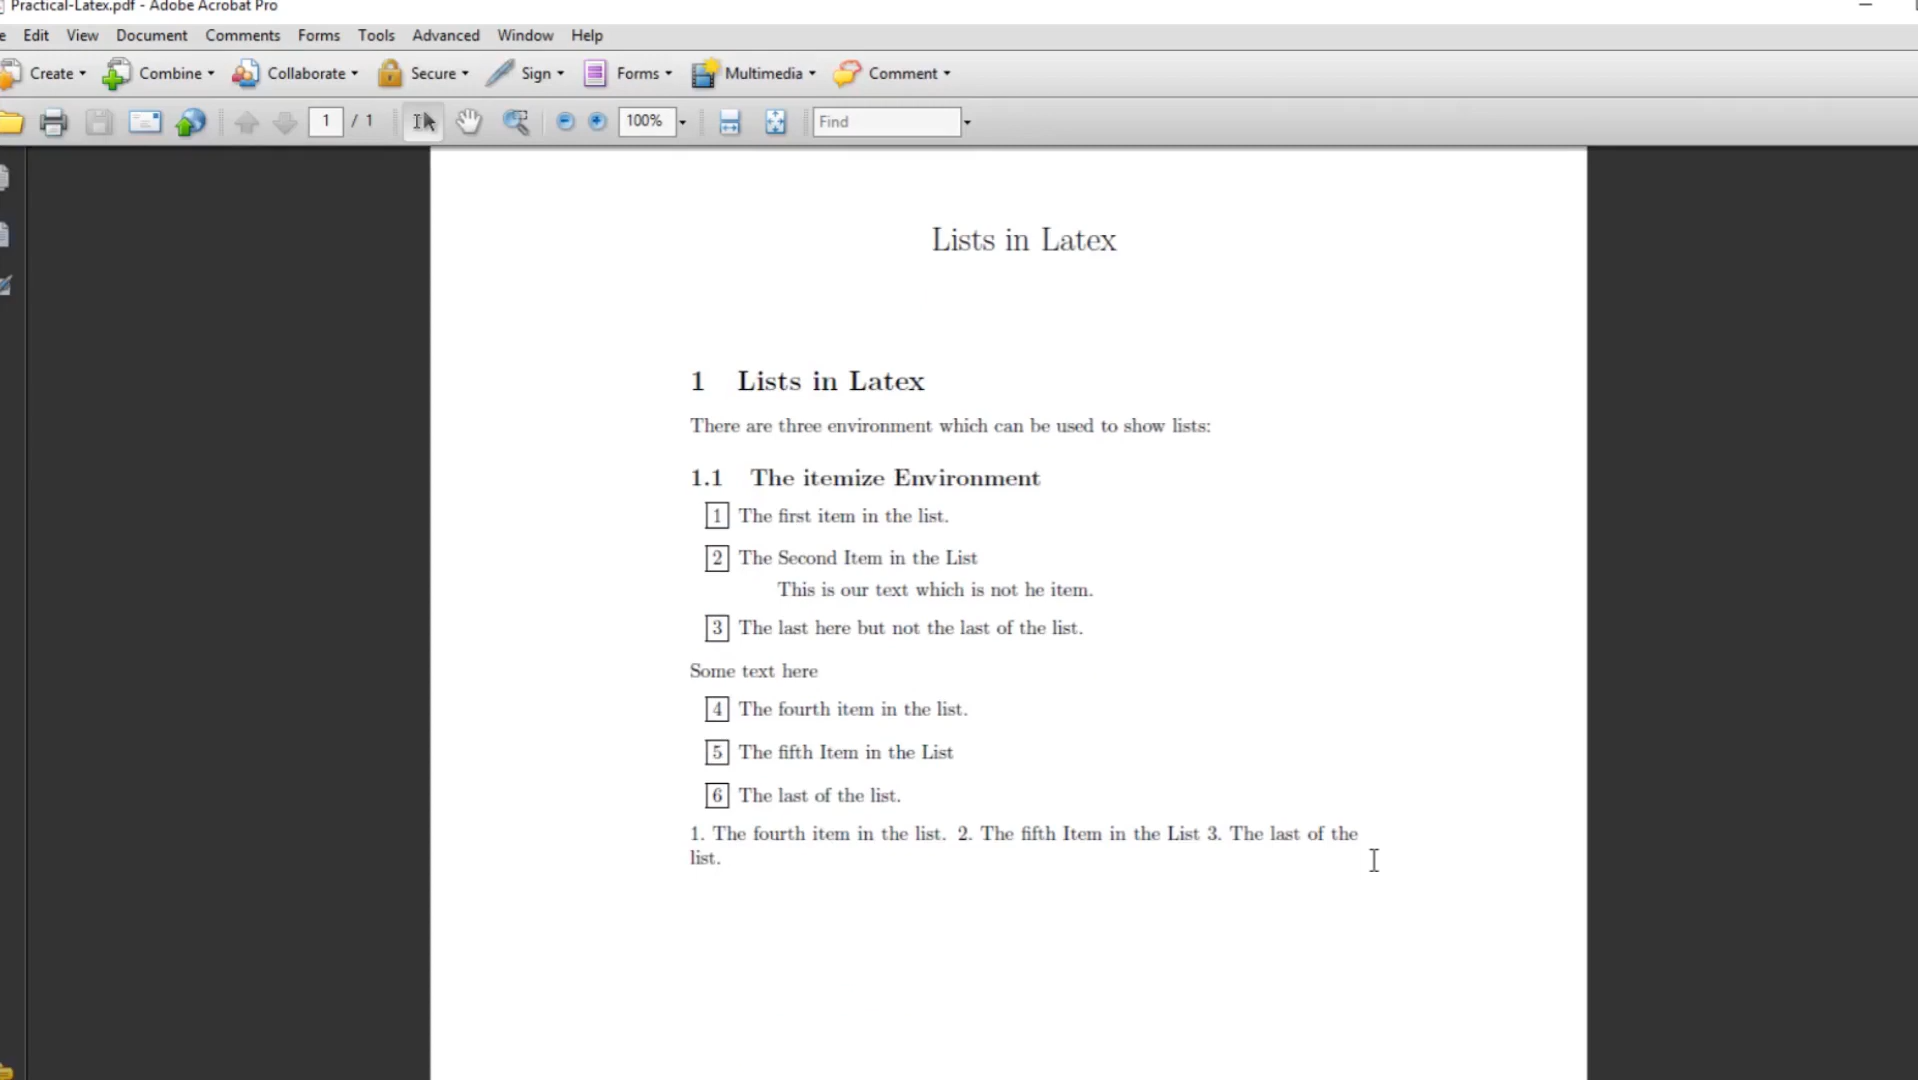 Practical-Latex.pdf - Adobe Acrobat Pro
Edit View Document Comments Forms Tools Advanced Window Help
Create Combine Collaborate Secure Sign Forms Multimedia Comment
1 / 1 100% Find
Lists in Latex
1 Lists in Latex
There are three environment which can be used to show lists:
1.1 The itemize Environment
1 The first item in the list.
2 The Second Item in the List
This is our text which is not he item.
3 The last here but not the last of the list.
Some text here
4 The fourth item in the list.
5 The fifth Item in the List
6 The last of the list.
1. The fourth item in the list. 2. The fifth Item in the List 3. The last of the
list.